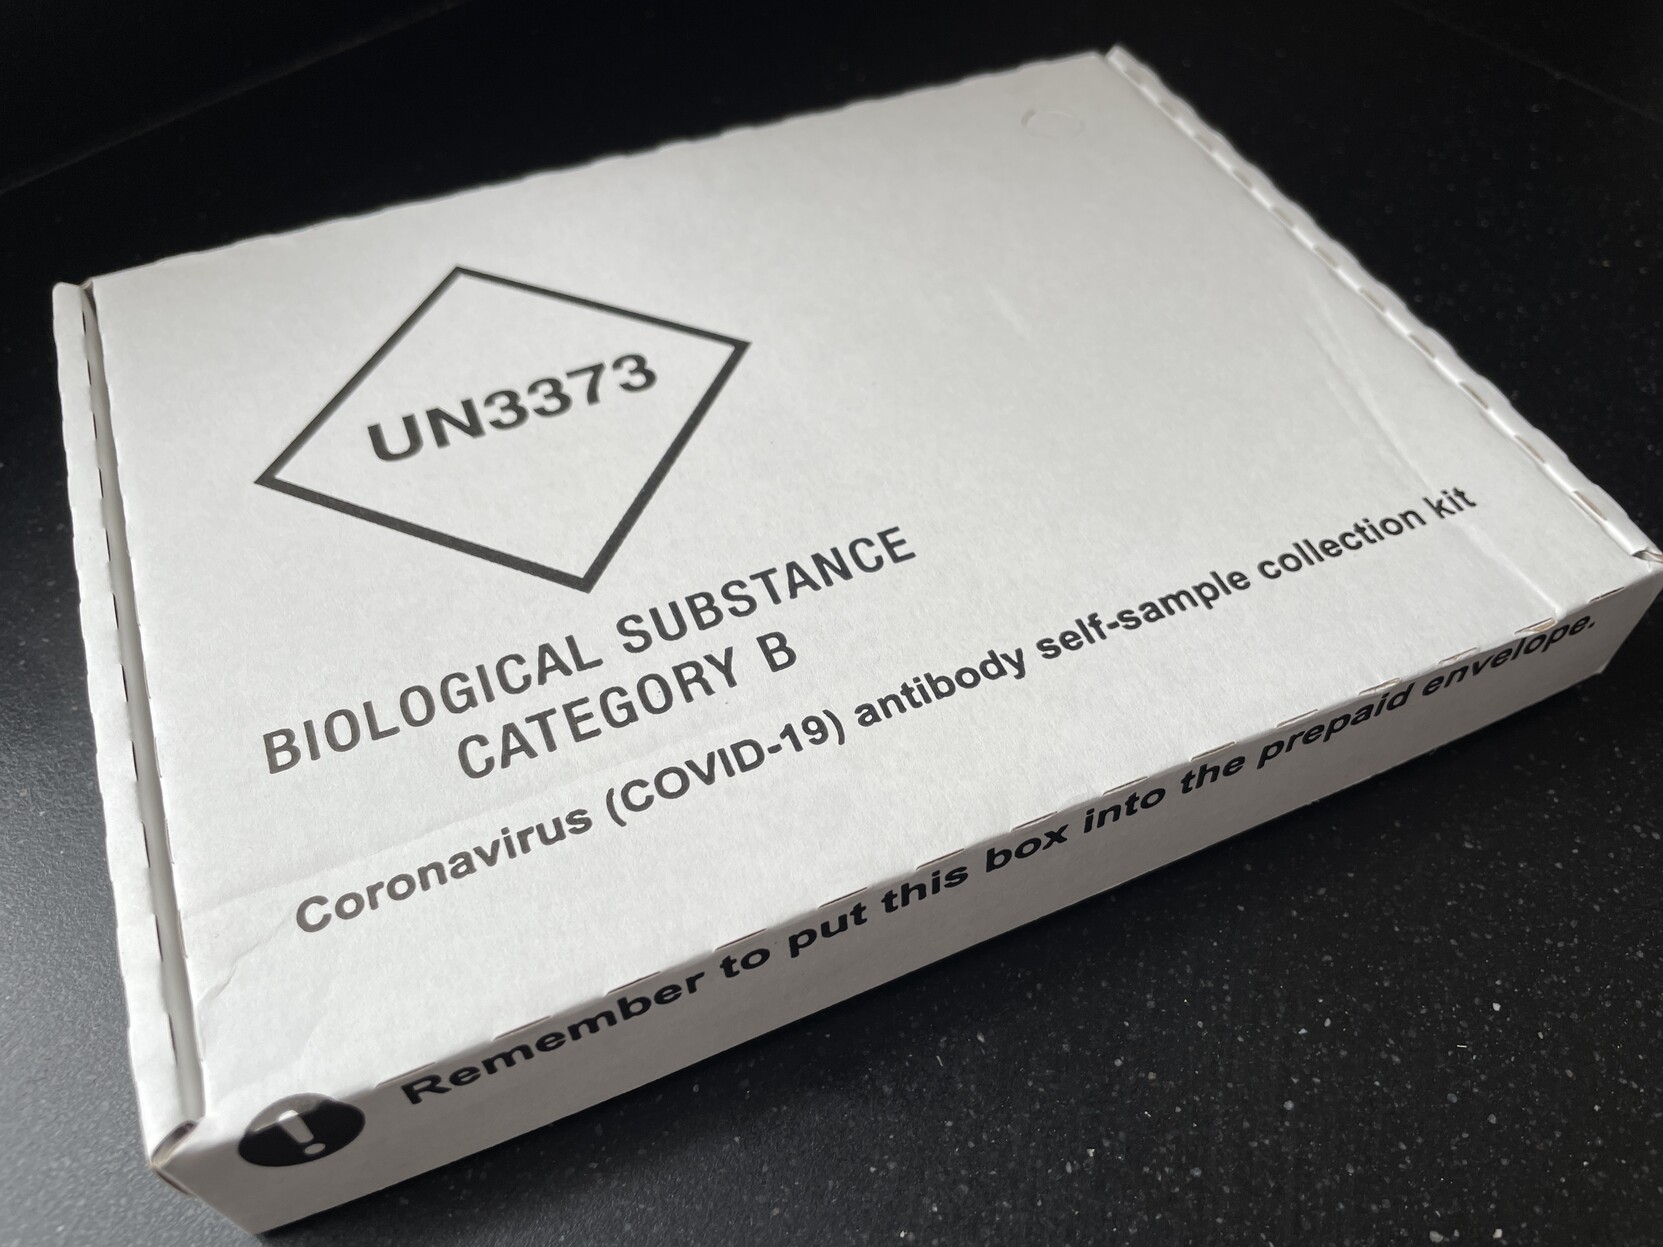 UN3373
BIOLOGICAL SUBSTANCE
CATEGORY B
Coronavirus (COVID-19) antibody self-sample collection kit
! Remember to put this box into the prepaid envelope.